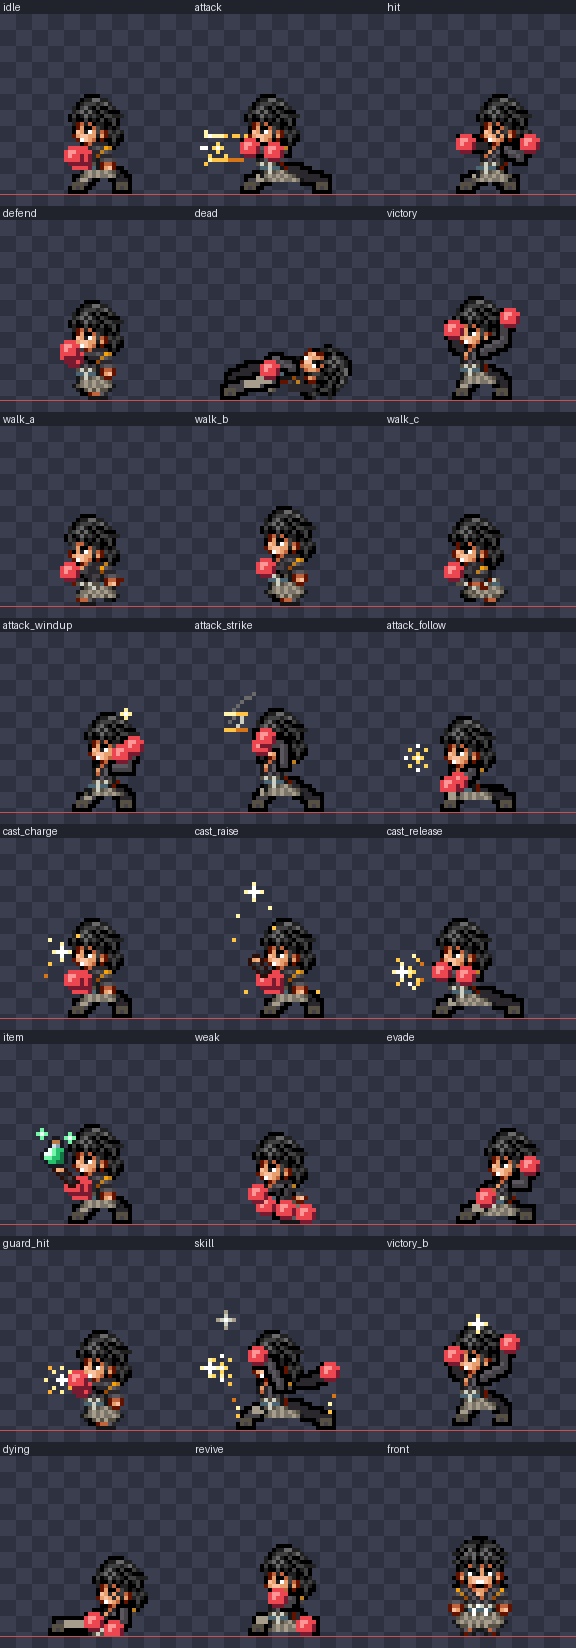 idle attack hit
defend dead victory
walk_a walk_b walk_c
attack_windup attack_strike attack_follow
cast_charge cast_raise cast_release
item weak evade
guard_hit skill victory_b
dying revive front